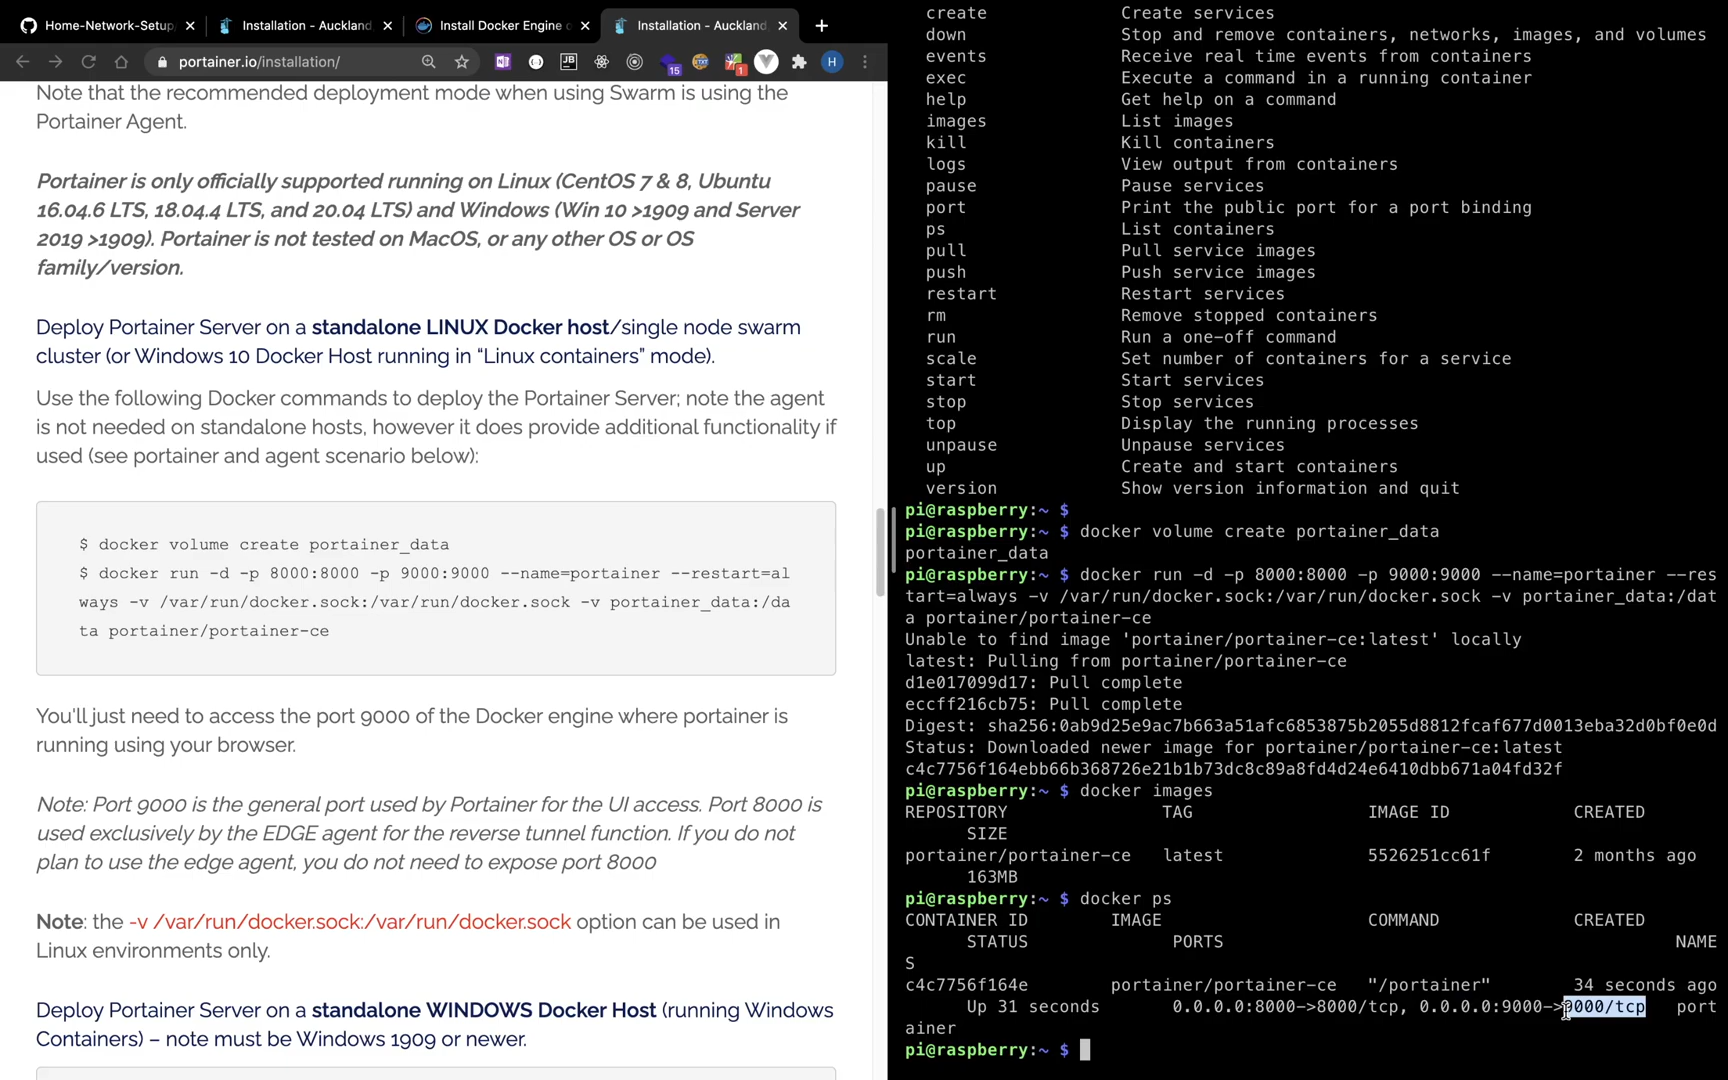 Home-Network-Setup
Installation - Auckland
Install Docker Engine o
Installation - Auckland
portainer.io/installation/
JB
15
TXT
1
H
Note that the recommended deployment mode when using Swarm is using the
Portainer Agent.
Portainer is only officially supported running on Linux (CentOS 7 & 8, Ubuntu
16.04.6 LTS, 18.04.4 LTS, and 20.04 LTS) and Windows (Win 10 >1909 and Server
2019 >1909). Portainer is not tested on MacOS, or any other OS or OS
family/version.
Deploy Portainer Server on a standalone LINUX Docker host/single node swarm
cluster (or Windows 10 Docker Host running in “Linux containers” mode).
Use the following Docker commands to deploy the Portainer Server; note the agent
is not needed on standalone hosts, however it does provide additional functionality if
used (see portainer and agent scenario below):
$ docker volume create portainer_data
$ docker run -d -p 8000:8000 -p 9000:9000 --name=portainer --restart=al
ways -v /var/run/docker.sock:/var/run/docker.sock -v portainer_data:/da
ta portainer/portainer-ce
You'll just need to access the port 9000 of the Docker engine where portainer is
running using your browser.
Note: Port 9000 is the general port used by Portainer for the UI access. Port 8000 is
used exclusively by the EDGE agent for the reverse tunnel function. If you do not
plan to use the edge agent, you do not need to expose port 8000
Note: the -v /var/run/docker.sock:/var/run/docker.sock option can be used in
Linux environments only.
Deploy Portainer Server on a standalone WINDOWS Docker Host (running Windows
Containers) – note must be Windows 1909 or newer.
create Create services
down Stop and remove containers, networks, images, and volumes
events Receive real time events from containers
exec Execute a command in a running container
help Get help on a command
images List images
kill Kill containers
logs View output from containers
pause Pause services
port Print the public port for a port binding
ps List containers
pull Pull service images
push Push service images
restart Restart services
rm Remove stopped containers
run Run a one-off command
scale Set number of containers for a service
start Start services
stop Stop services
top Display the running processes
unpause Unpause services
up Create and start containers
version Show version information and quit
pi@raspberry:~ $
pi@raspberry:~ $ docker volume create portainer_data
portainer_data
pi@raspberry:~ $ docker run -d -p 8000:8000 -p 9000:9000 --name=portainer --res
tart=always -v /var/run/docker.sock:/var/run/docker.sock -v portainer_data:/dat
a portainer/portainer-ce
Unable to find image 'portainer/portainer-ce:latest' locally
latest: Pulling from portainer/portainer-ce
d1e017099d17: Pull complete
eccff216cb75: Pull complete
Digest: sha256:0ab9d25e9ac7b663a51afc6853875b2055d8812fcaf677d0013eba32d0bf0e0d
Status: Downloaded newer image for portainer/portainer-ce:latest
c4c7756f164ebb66b368726e21b1b73dc8c89a8fd4d24e6410dbb671a04fd32f
pi@raspberry:~ $ docker images
REPOSITORY TAG IMAGE ID CREATED
SIZE
portainer/portainer-ce latest 5526251cc61f 2 months ago
163MB
pi@raspberry:~ $ docker ps
CONTAINER ID IMAGE COMMAND CREATED
STATUS PORTS NAME
S
c4c7756f164e portainer/portainer-ce "/portainer" 34 seconds ago
Up 31 seconds 0.0.0.0:8000->8000/tcp, 0.0.0.0:9000->9000/tcp port
ainer
pi@raspberry:~ $